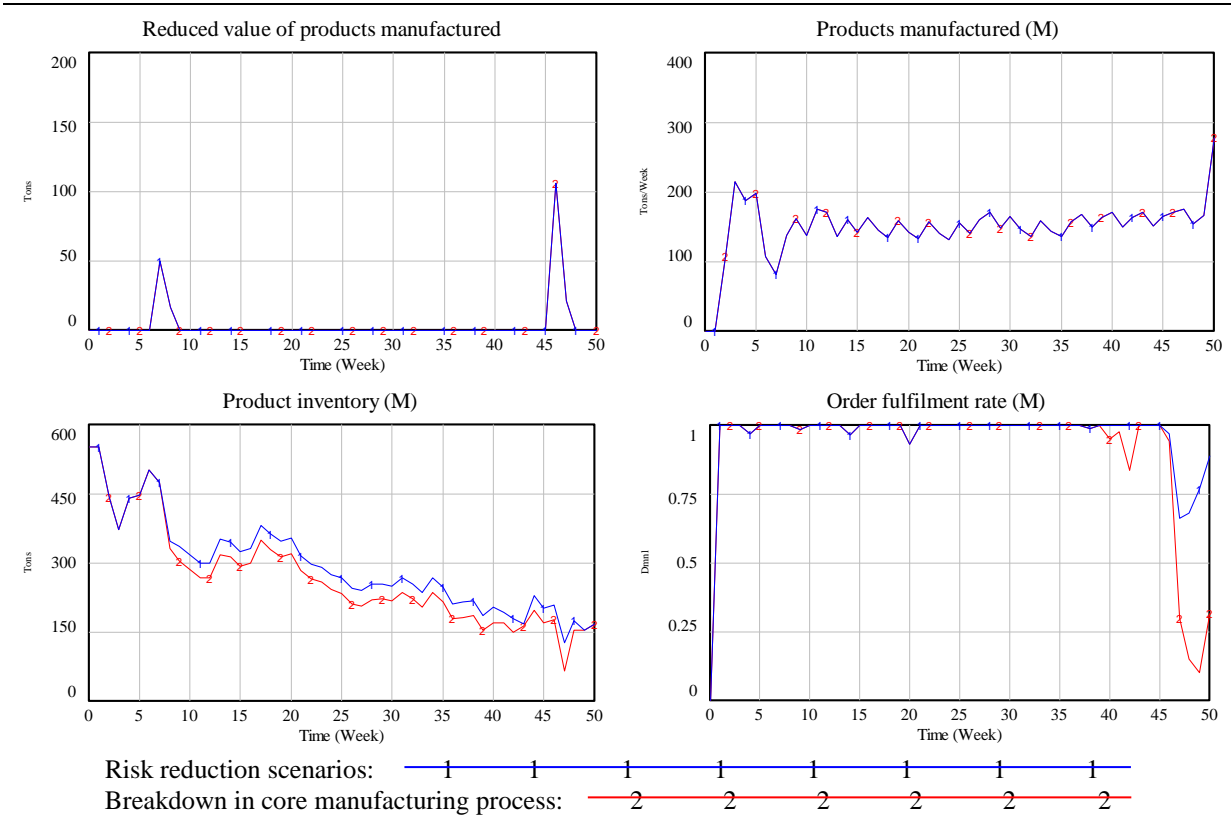 Reduced value of products manufactured
200
150
100
50
0
Tons
0 5 10 15 20 25 30 35 40 45 50
Time (Week)
Products manufactured (M)
400
300
200
100
0
Tons/Week
0 5 10 15 20 25 30 35 40 45 50
Time (Week)
Product inventory (M)
600
450
300
150
0
Tons
0 5 10 15 20 25 30 35 40 45 50
Time (Week)
Order fulfilment rate (M)
1
0.75
0.5
0.25
0
Dmnl
0 5 10 15 20 25 30 35 40 45 50
Time (Week)
Risk reduction scenarios: 1 1 1 1 1 1 1 1
Breakdown in core manufacturing process: 2 2 2 2 2 2